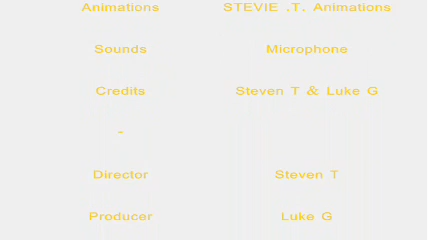 Animations STEVIE .T. Animations
Sounds Microphone
Credits Steven T & Luke G
-
Director Steven T
Producer Luke G